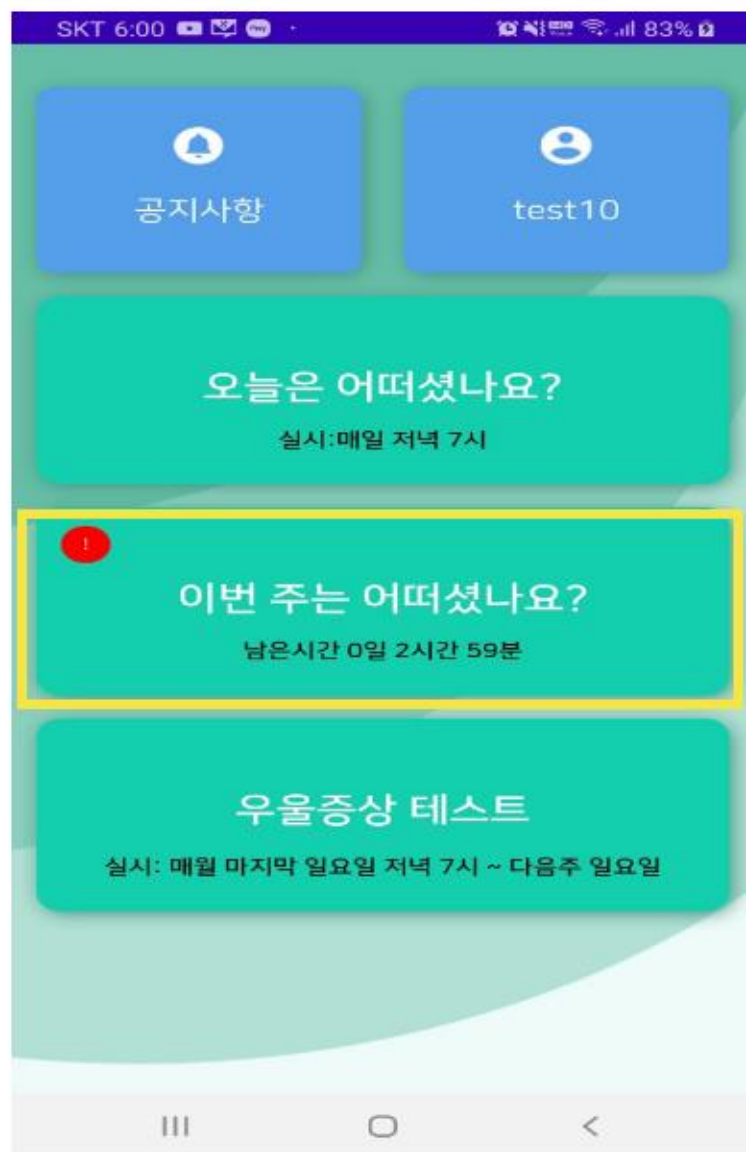 SKT 6:00
83%
공지사항
test10
오늘은 어떠셨나요?
실시:매일 저녁 7시
!
이번 주는 어떠셨나요?
남은시간 0일 2시간 59분
우울증상 테스트
실시: 매월 마지막 일요일 저녁 7시 ~ 다음주 일요일